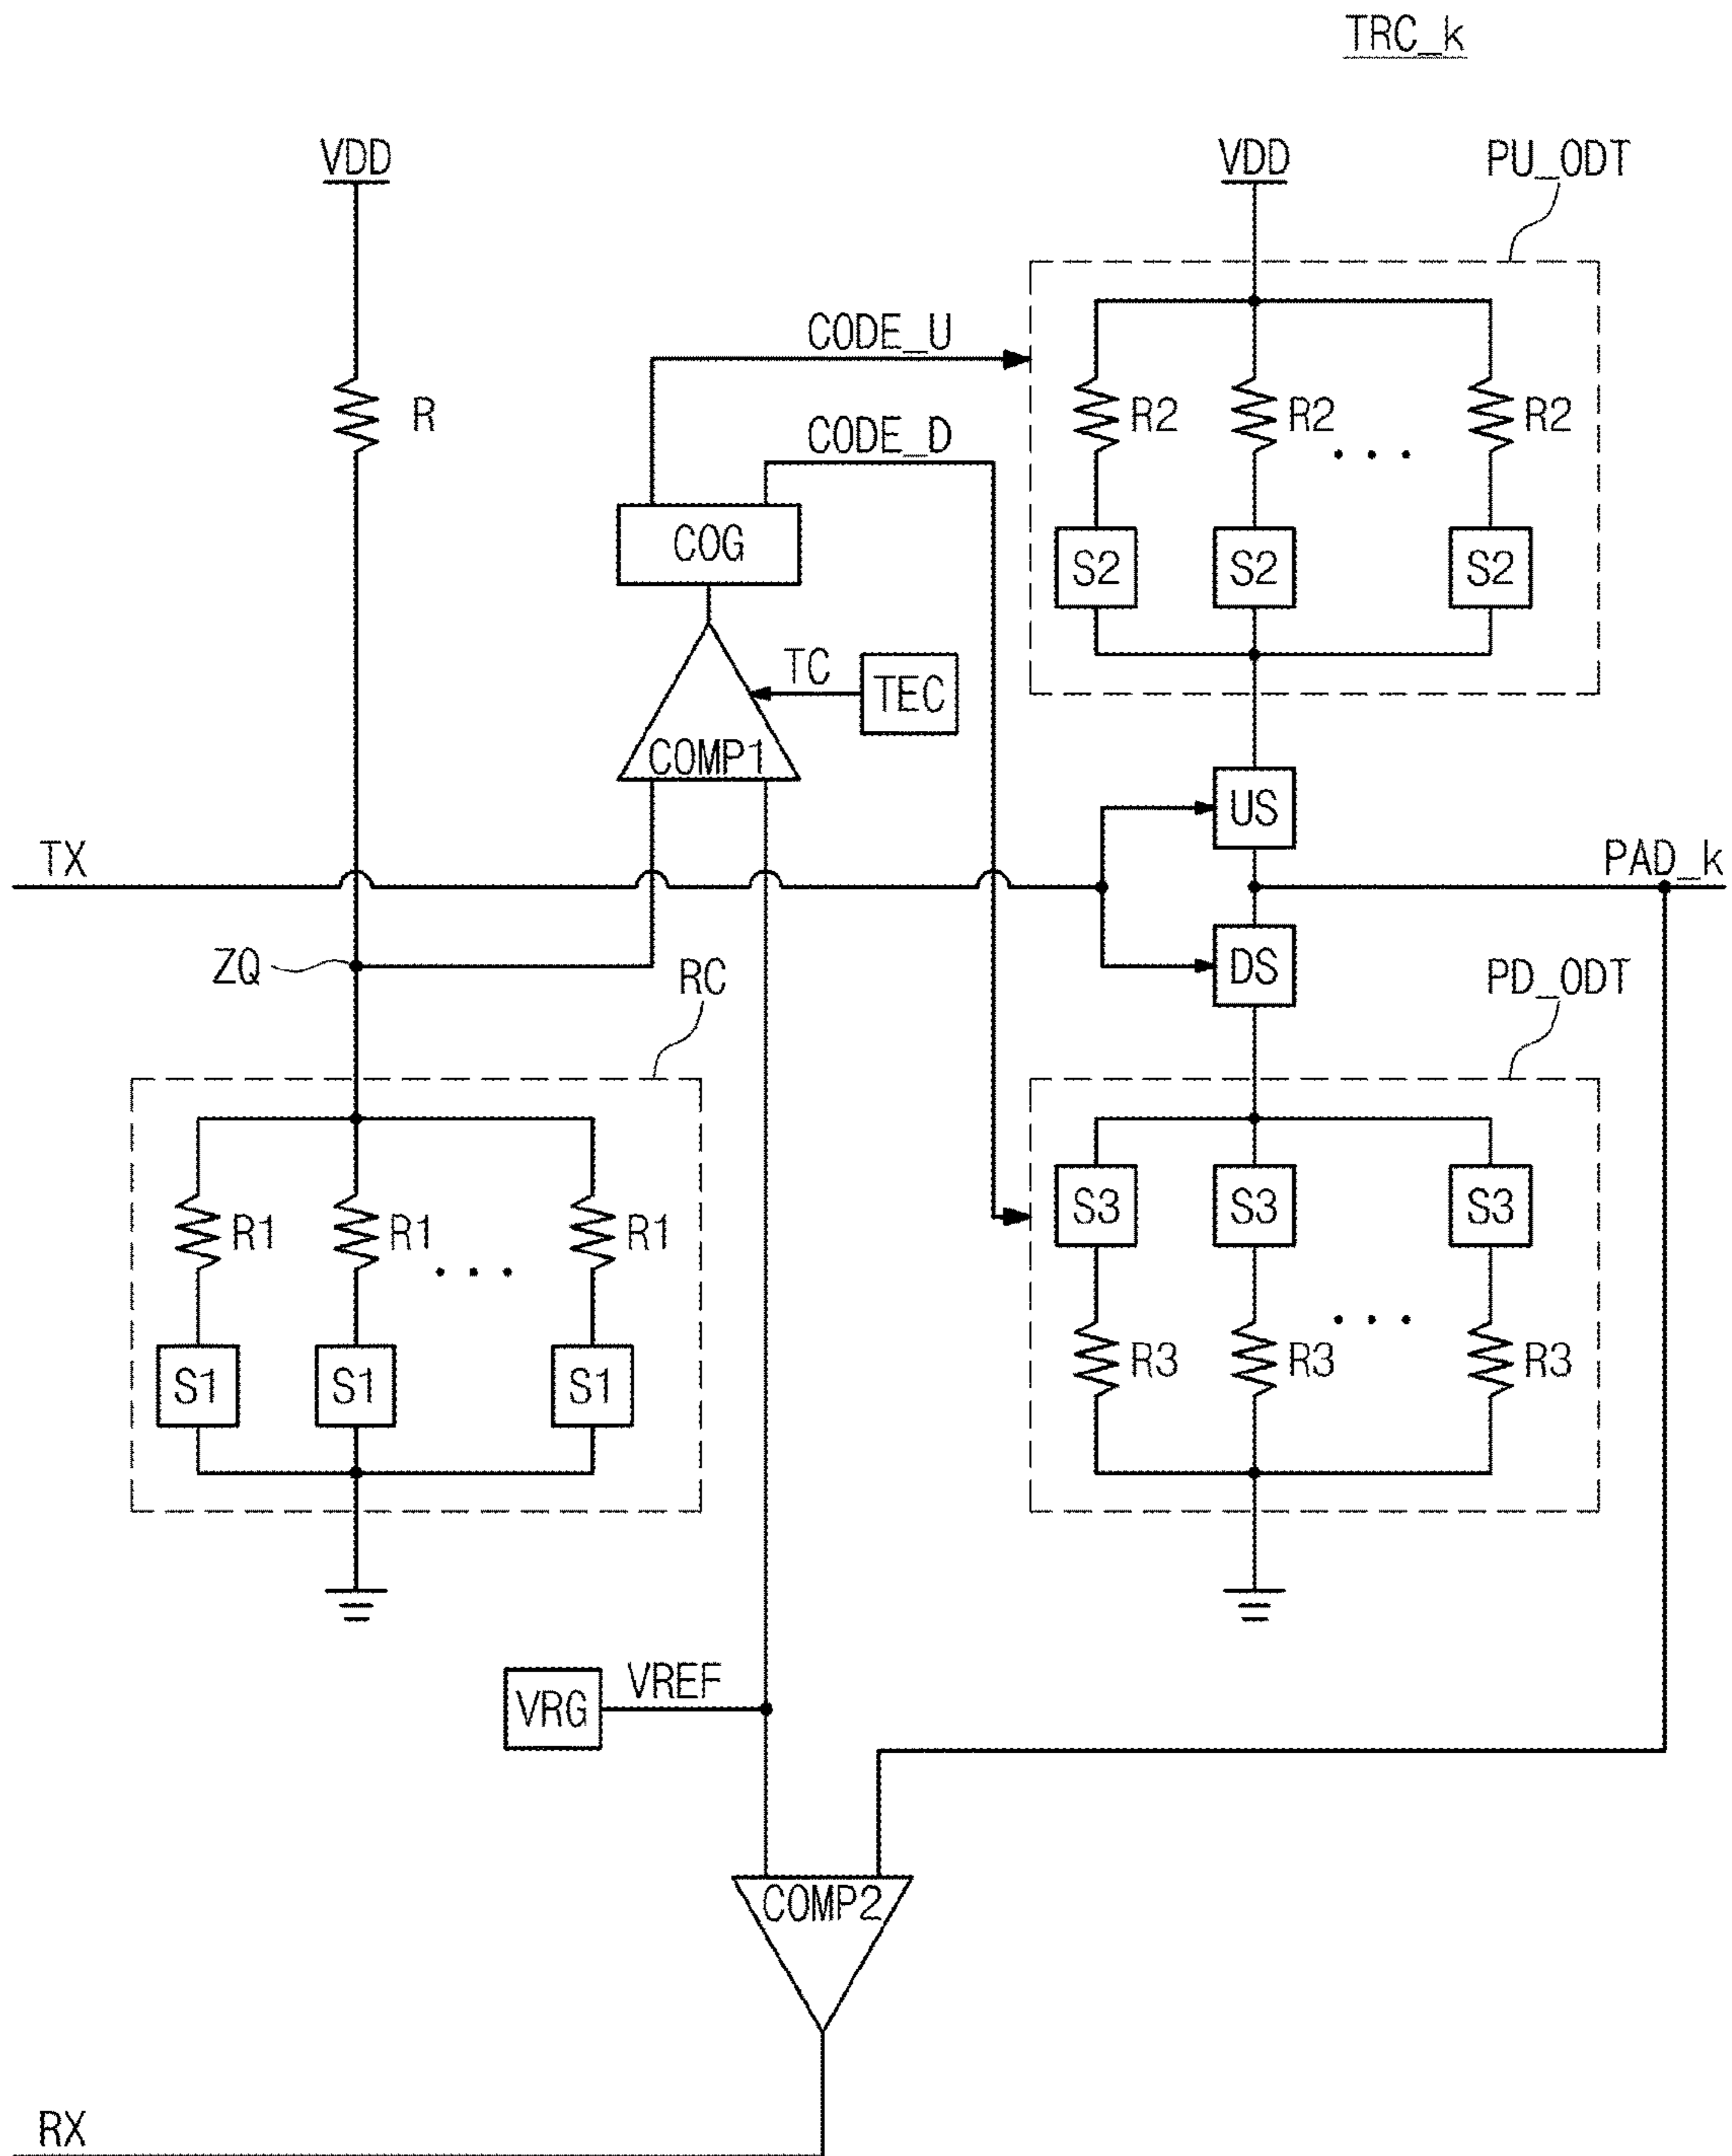 TRC_k
VDD
VDD
PU_ODT
CODE_U
R
R2
R2
R2
CODE_D
COG
S2
S2
S2
TC
TEC
COMP1
US
TX
PAD_k
ZQ
RC
DS
PD_ODT
R1
R1
R1
S3
S3
S3
S1
S1
S1
R3
R3
R3
VRG
VREF
COMP2
RX